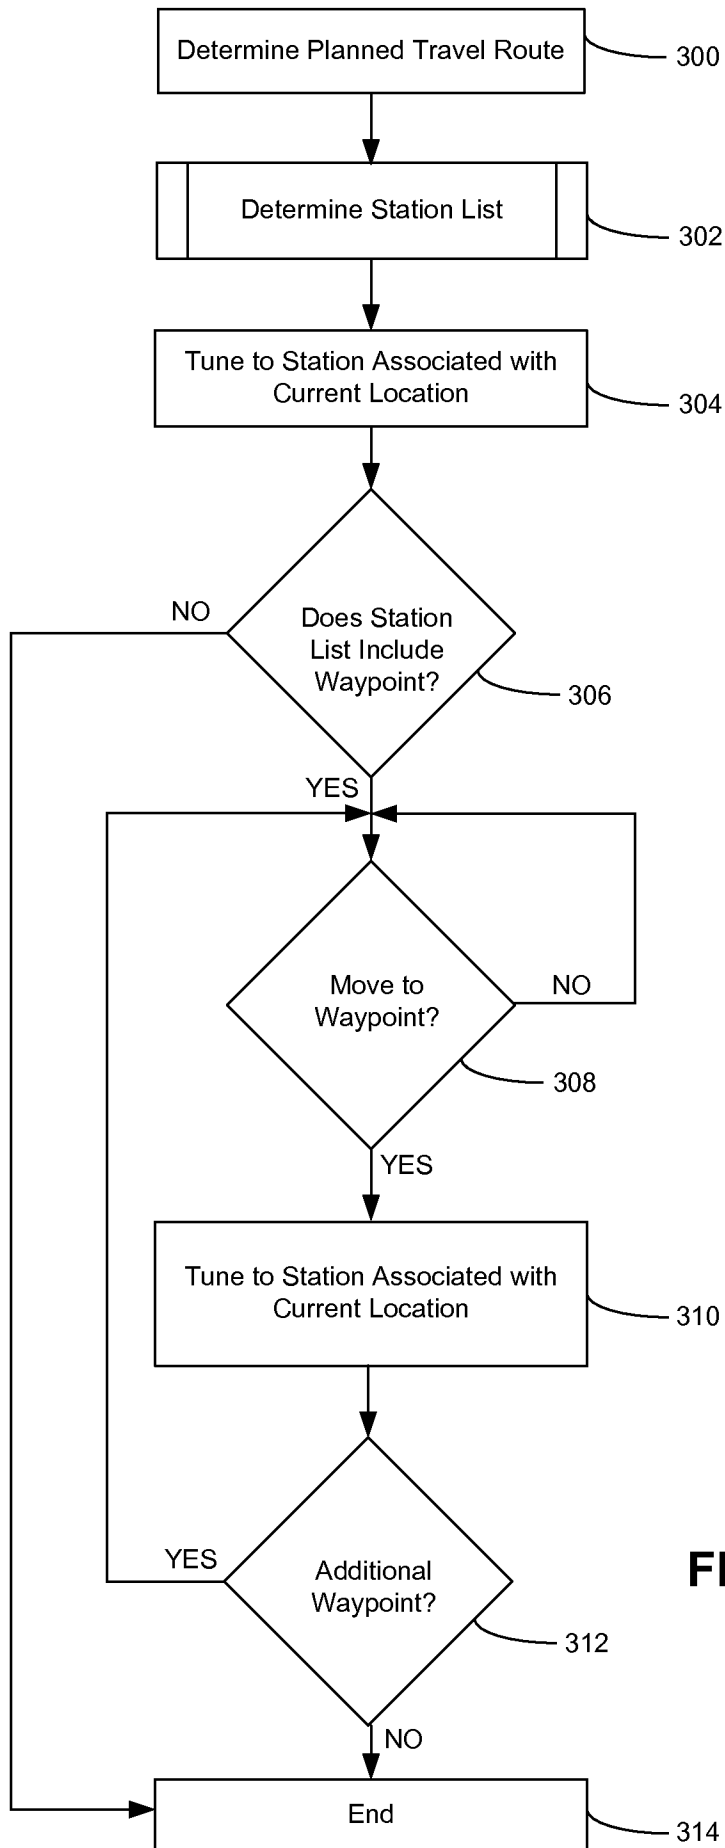 Determine Planned Travel Route
300
Determine Station List
302
Tune to Station Associated with
Current Location
304
NO
Does Station
List Include
Waypoint?
306
YES
Move to
Waypoint?
NO
308
YES
Tune to Station Associated with
Current Location
310
YES
Additional
Waypoint?
312
NO
End
314